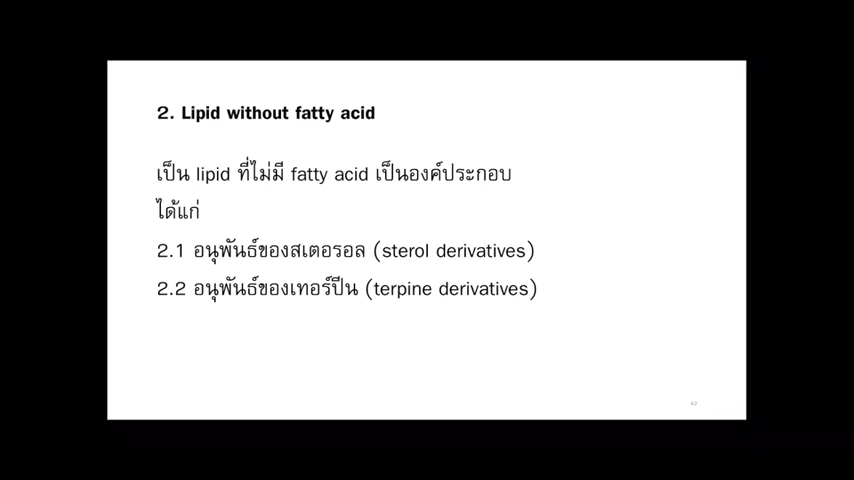 2. Lipid without fatty acid
เป็น lipid ที่ไม่มี fatty acid เป็นองค์ประกอบ
ได้แก่
2.1 อนุพันธ์ของสเตอรอล (sterol derivatives)
2.2 อนุพันธ์ของเทอร์ปีน (terpine derivatives)
42